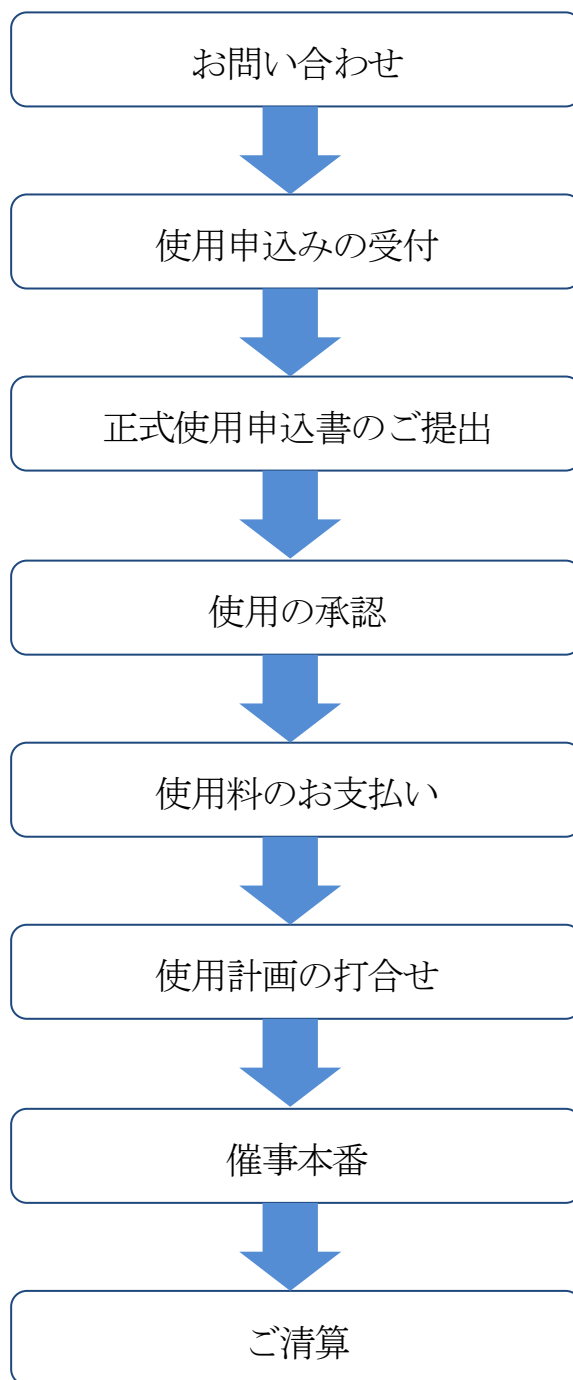 お問い合わせ
使用申込みの受付
正式使用申込書のご提出
使用の承認
使用料のお支払い
使用計画の打合せ
催事本番
ご清算